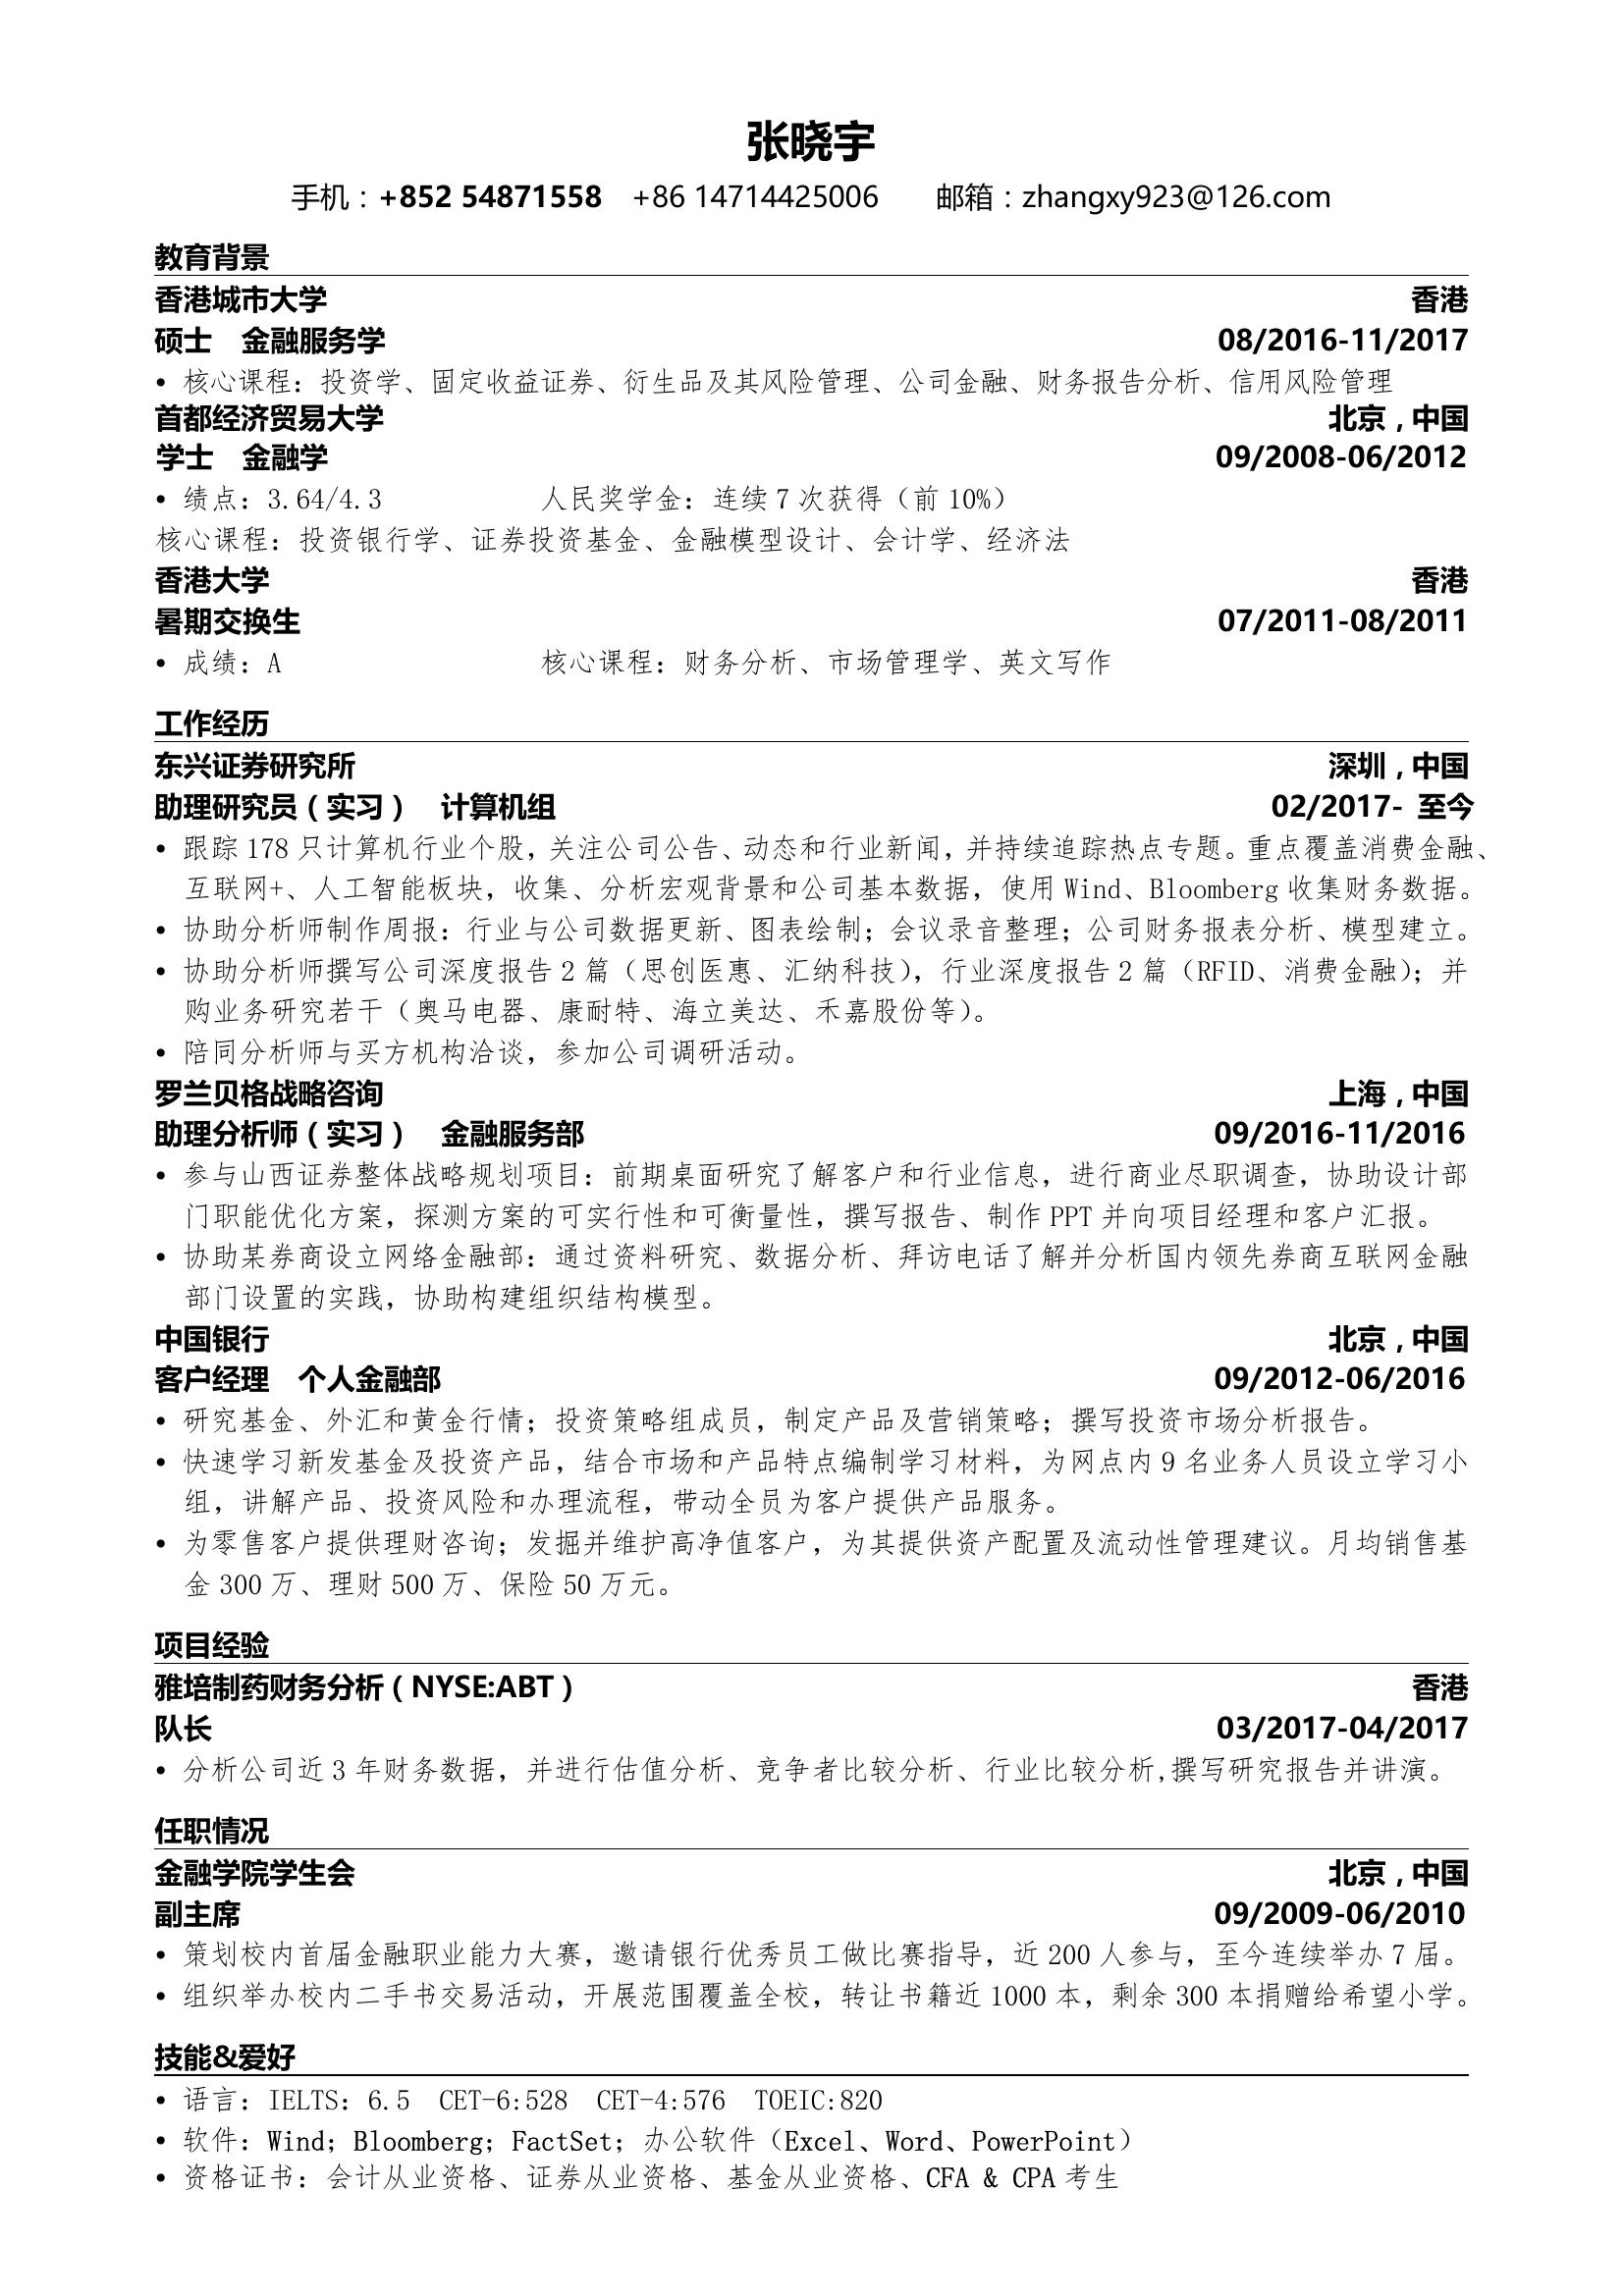 张晓宇
手机：+852 54871558 +86 14714425006 邮箱：zhangxy923@126.com
教育背景
香港城市大学 香港
硕士 金融服务学 08/2016-11/2017
• 核心课程：投资学、固定收益证券、衍生品及其风险管理、公司金融、财务报告分析、信用风险管理
首都经济贸易大学 北京，中国
学士 金融学 09/2008-06/2012
• 绩点：3.64/4.3 人民奖学金：连续 7 次获得（前 10%）
核心课程：投资银行学、证券投资基金、金融模型设计、会计学、经济法
香港大学 香港
暑期交换生 07/2011-08/2011
• 成绩：A 核心课程：财务分析、市场管理学、英文写作
工作经历
东兴证券研究所 深圳，中国
助理研究员（实习） 计算机组 02/2017- 至今
• 跟踪 178 只计算机行业个股，关注公司公告、动态和行业新闻，并持续追踪热点专题。重点覆盖消费金融、
互联网+、人工智能板块，收集、分析宏观背景和公司基本数据，使用 Wind、Bloomberg 收集财务数据。
• 协助分析师制作周报：行业与公司数据更新、图表绘制；会议录音整理；公司财务报表分析、模型建立。
• 协助分析师撰写公司深度报告 2 篇（思创医惠、汇纳科技），行业深度报告 2 篇（RFID、消费金融）；并
购业务研究若干（奥马电器、康耐特、海立美达、禾嘉股份等）。
• 陪同分析师与买方机构洽谈，参加公司调研活动。
罗兰贝格战略咨询 上海，中国
助理分析师（实习） 金融服务部 09/2016-11/2016
• 参与山西证券整体战略规划项目：前期桌面研究了解客户和行业信息，进行商业尽职调查，协助设计部
门职能优化方案，探测方案的可实行性和可衡量性，撰写报告、制作 PPT 并向项目经理和客户汇报。
• 协助某券商设立网络金融部：通过资料研究、数据分析、拜访电话了解并分析国内领先券商互联网金融
部门设置的实践，协助构建组织结构模型。
中国银行 北京，中国
客户经理 个人金融部 09/2012-06/2016
• 研究基金、外汇和黄金行情；投资策略组成员，制定产品及营销策略；撰写投资市场分析报告。
• 快速学习新发基金及投资产品，结合市场和产品特点编制学习材料，为网点内 9 名业务人员设立学习小
组，讲解产品、投资风险和办理流程，带动全员为客户提供产品服务。
• 为零售客户提供理财咨询；发掘并维护高净值客户，为其提供资产配置及流动性管理建议。月均销售基
金 300 万、理财 500 万、保险 50 万元。
项目经验
雅培制药财务分析（NYSE:ABT） 香港
队长 03/2017-04/2017
• 分析公司近 3 年财务数据，并进行估值分析、竞争者比较分析、行业比较分析,撰写研究报告并讲演。
任职情况
金融学院学生会 北京，中国
副主席 09/2009-06/2010
• 策划校内首届金融职业能力大赛，邀请银行优秀员工做比赛指导，近 200 人参与，至今连续举办 7 届。
• 组织举办校内二手书交易活动，开展范围覆盖全校，转让书籍近 1000 本，剩余 300 本捐赠给希望小学。
技能&爱好
• 语言：IELTS：6.5 CET-6:528 CET-4:576 TOEIC:820
• 软件：Wind；Bloomberg；FactSet；办公软件（Excel、Word、PowerPoint）
• 资格证书：会计从业资格、证券从业资格、基金从业资格、CFA & CPA 考生